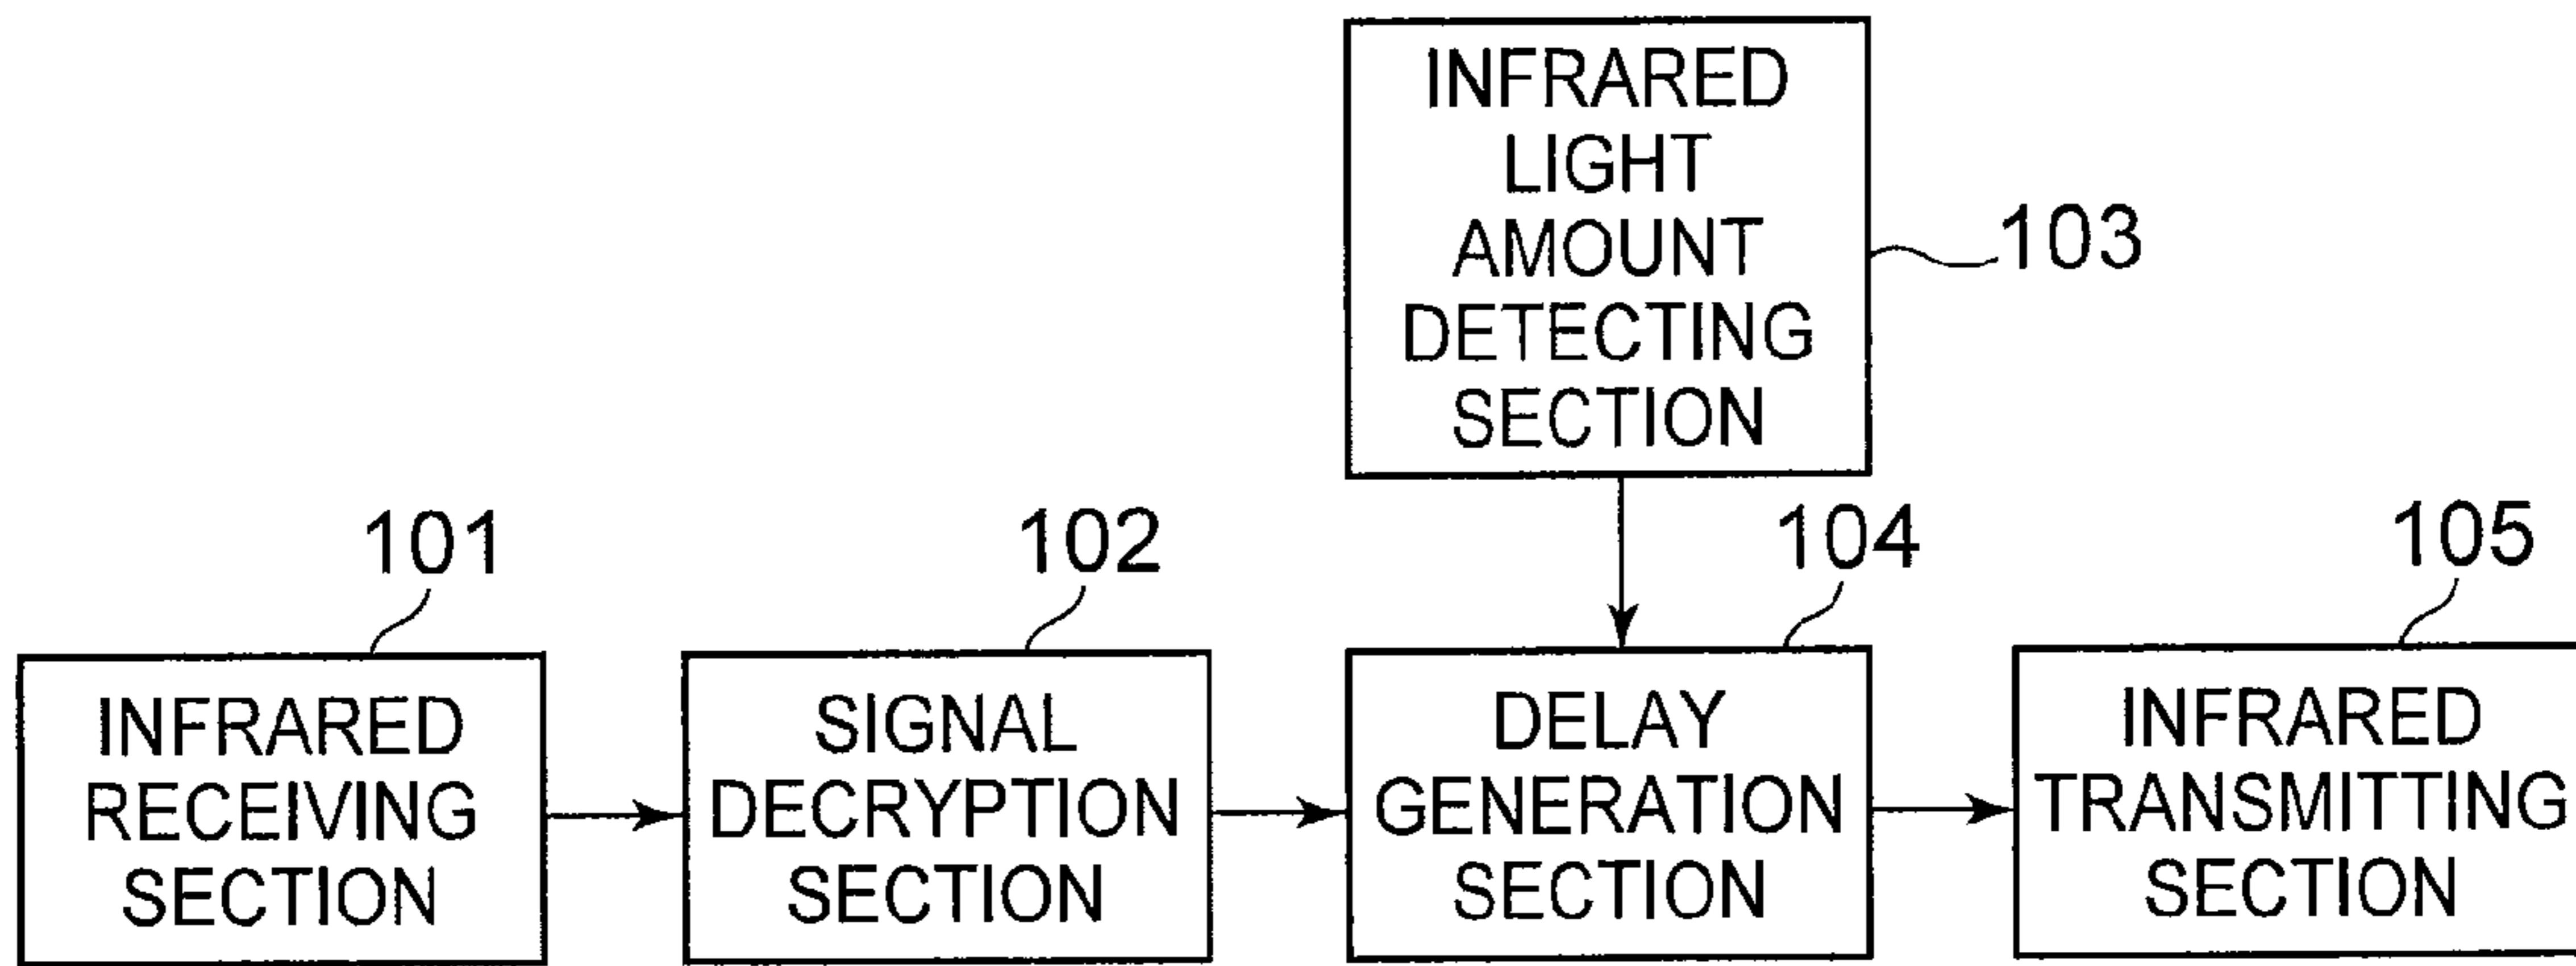 INFRARED
LIGHT
AMOUNT
DETECTING
SECTION
103
101
INFRARED
RECEIVING
SECTION
102
SIGNAL
DECRYPTION
SECTION
104
DELAY
GENERATION
SECTION
105
INFRARED
TRANSMITTING
SECTION